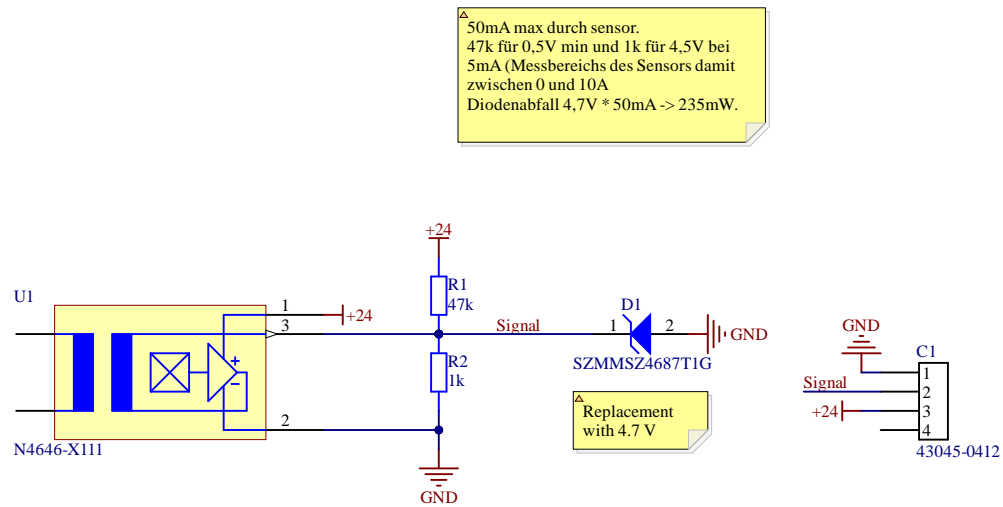 50mA max durch sensor.
47k für 0,5V min und 1k für 4,5V bei
5mA (Messbereichs des Sensors damit
zwischen 0 und 10A
Diodenabfall 4,7V * 50mA -> 235mW.
+24
R1
47k
U1
1
+24
3
Signal
D1
1
2
GND
SZMMSZ4687T1G
R2
1k
2
N4646-X111
GND
Replacement
with 4.7 V
GND
C1
1
Signal
2
+24
3
4
43045-0412